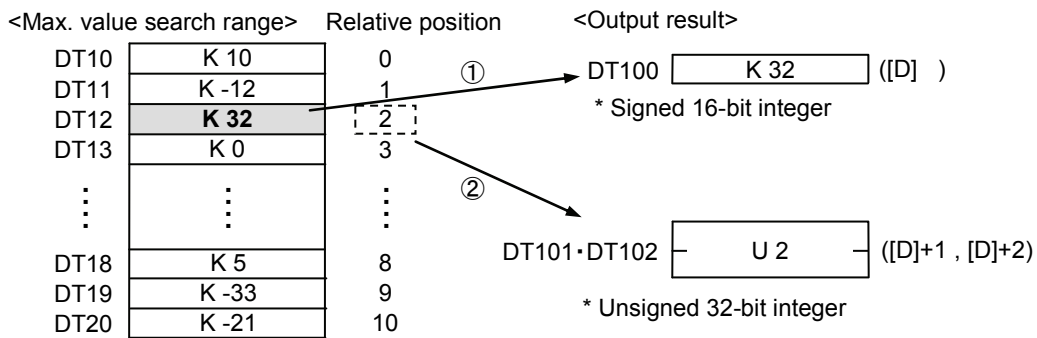 <Max. value search range> Relative position <Output result>
DT10 K 10 0
DT11 K -12 1
DT12 K 32 2
DT13 K 0 3
DT18 K 5 8
DT19 K -33 9
DT20 K -21 10
①
DT100 K 32 ([D] )
* Signed 16-bit integer
②
DT101・DT102 U 2 ([D]+1 , [D]+2)
* Unsigned 32-bit integer